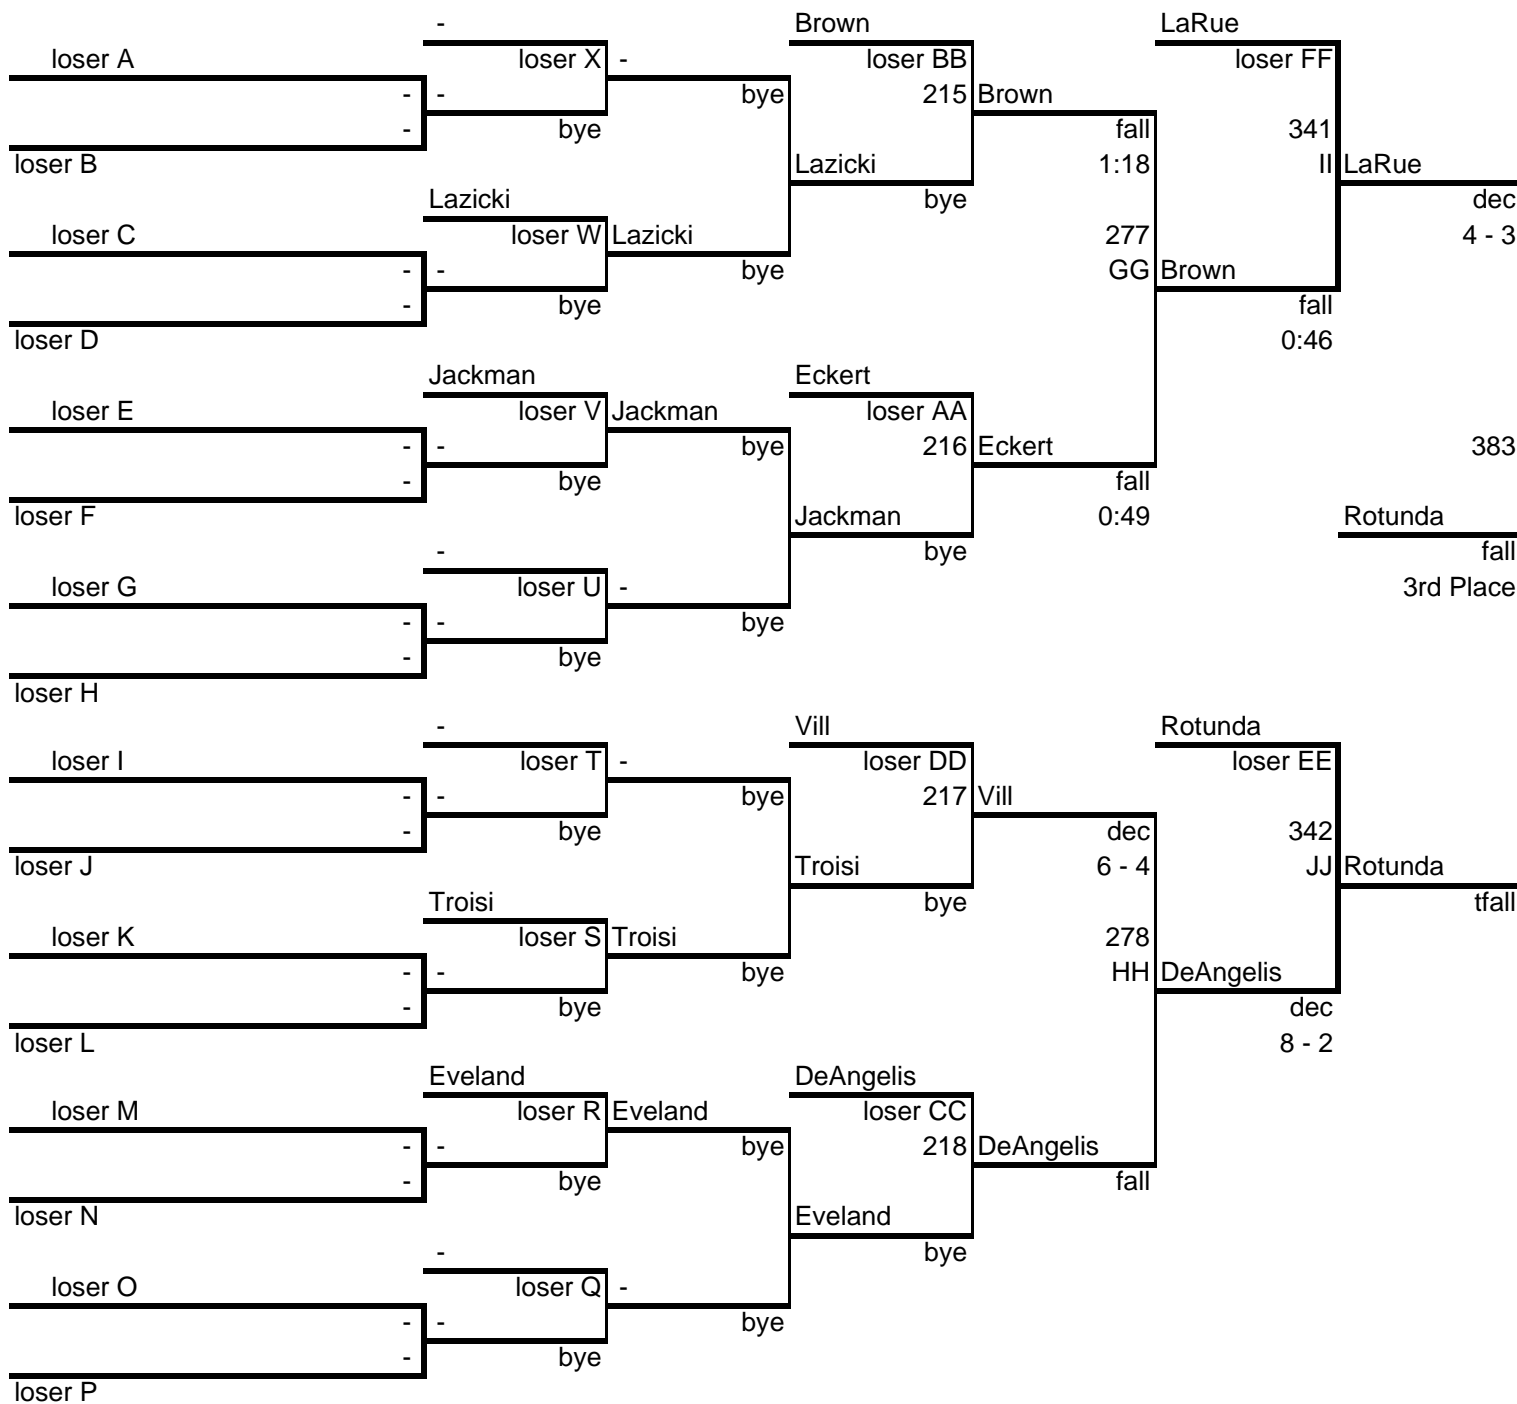 - Brown LaRue
loser A loser X - loser BB loser FF
- - bye 215 Brown
- bye fall 341
loser B Lazicki 1:18 II LaRue
Lazicki bye dec
loser C loser W Lazicki 277 4 - 3
- - bye GG Brown
- bye fall
loser D 0:46
Jackman Eckert
loser E loser V Jackman loser AA
- - bye 216 Eckert 383
- bye fall
loser F Jackman 0:49 Rotunda
- bye fall
loser G loser U - 3rd Place
- - bye
- bye
loser H
- Vill Rotunda
loser I loser T - loser DD loser EE
- - bye 217 Vill
- bye dec 342
loser J Troisi 6 - 4 JJ Rotunda
Troisi bye tfall
loser K loser S Troisi 278
- - bye HH DeAngelis
- bye dec
loser L 8 - 2
Eveland DeAngelis
loser M loser R Eveland loser CC
- - bye 218 DeAngelis
- bye fall
loser N Eveland
- bye
loser O loser Q -
- - bye
- bye
loser P